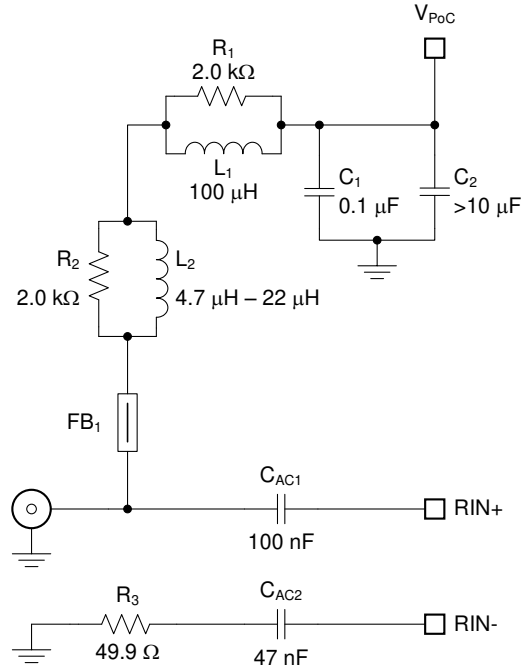 V_PoC
R₁
2.0 kΩ
L₁
100 μH
C₁
0.1 μF
C₂
>10 μF
R₂
2.0 kΩ
L₂
4.7 μH – 22 μH
FB₁
C_AC1
100 nF
RIN+
R₃
49.9 Ω
C_AC2
47 nF
RIN-